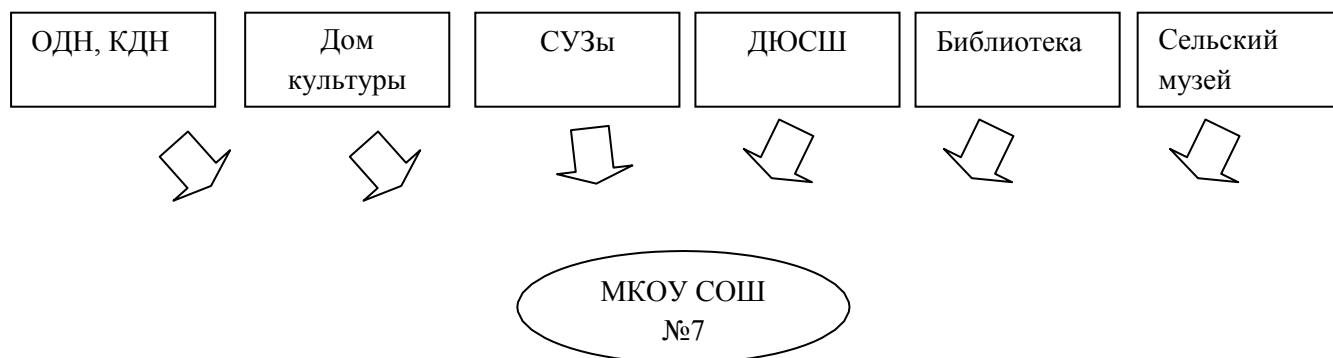 ОДН, КДН
Дом
культуры
СУЗы
ДЮСШ
Библиотека
Сельский
музей
МКОУ СОШ
№7